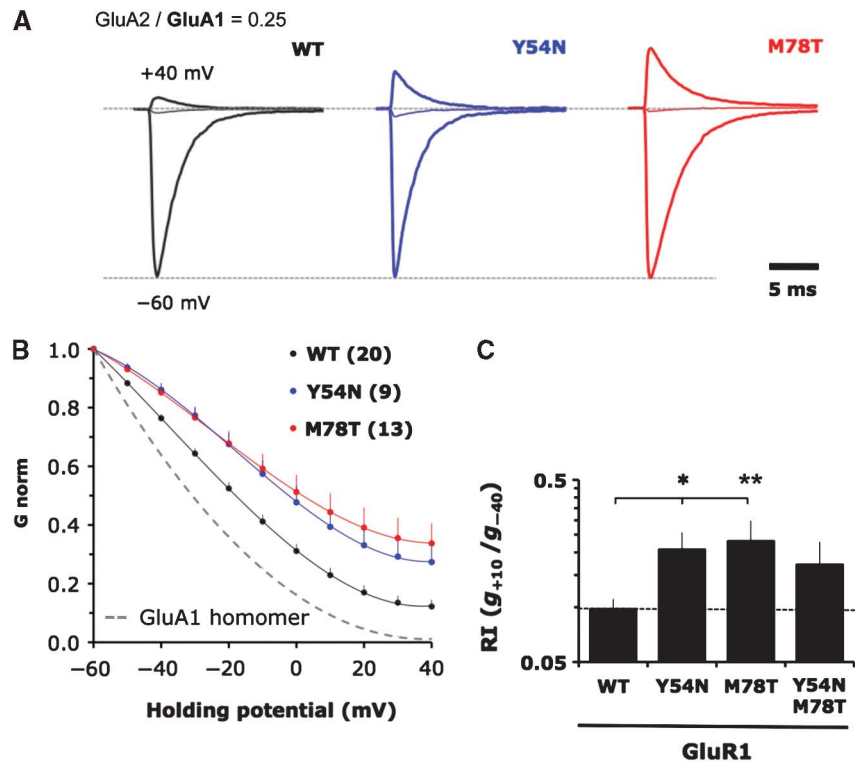 A
GluA2 / GluA1 = 0.25
WT
Y54N
M78T
+40 mV
−60 mV
5 ms
B
G norm
1.0
0.8
0.6
0.4
0.2
0.0
WT (20)
Y54N (9)
M78T (13)
GluA1 homomer
−60
−40
−20
0
20
40
Holding potential (mV)
C
RI (g+10 /g−40)
0.5
0.05
*
**
WT
Y54N
M78T
Y54N
M78T
GluR1